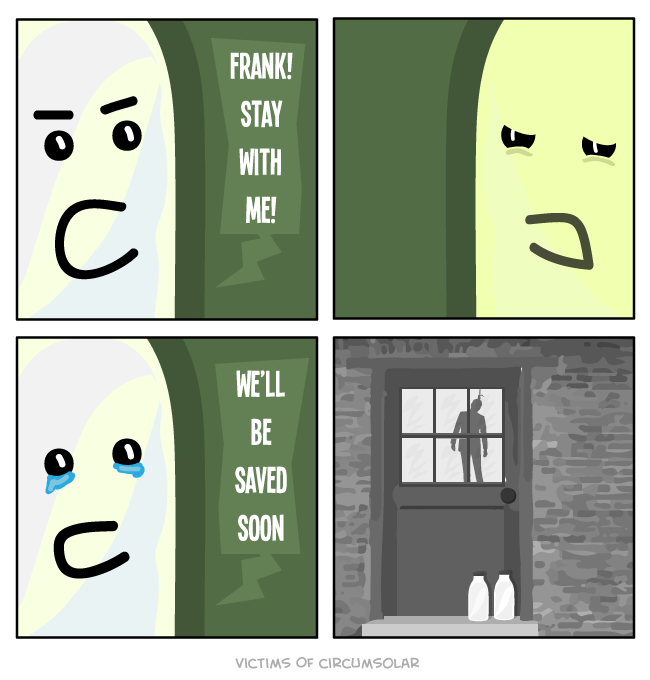 FRANK!
STAY
WITH
ME!
WE'LL
BE
SAVED
SOON
VICTIMS OF CIRCUMSOLAR